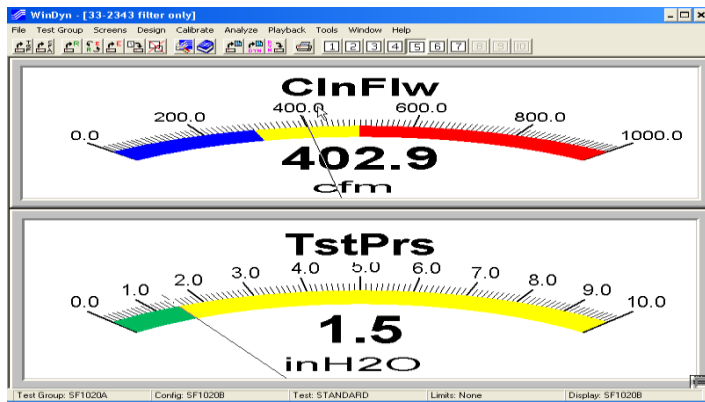 WinDyn - [33-2343 filter only]
File Test Group Screens Design Calibrate Analyze Playback Tools Window Help
1 2 3 4 5 6 7 8 9 10
ClnFlw
0.0 200.0 400.0 600.0 800.0 1000.0
402.9
cfm
TstPrs
0.0 1.0 2.0 3.0 4.0 5.0 6.0 7.0 8.0 9.0 10.0
1.5
inH2O
Test Group: SF1020A Config: SF1020B Test: STANDARD Limits: None Display: SF1020B